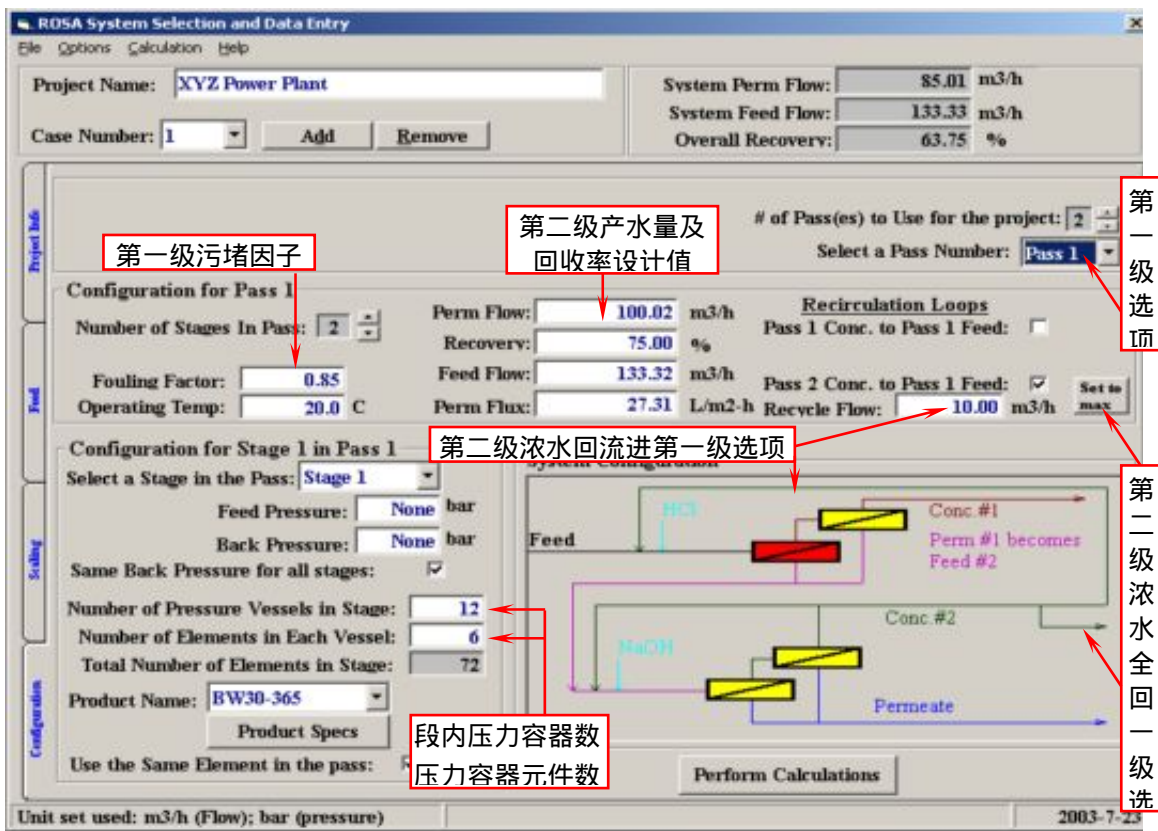 ROSA System Selection and Data Entry
File Options Calculation Help
Project Name: XYZ Power Plant
Case Number: 1 Add Remove
System Perm Flow: 85.01 m3/h
System Feed Flow: 133.33 m3/h
Overall Recovery: 63.75 %
Project Info
Feed
Scaling
Configuration
# of Pass(es) to Use for the project: 2
Select a Pass Number: Pass 1
第一级选项
第一级污堵因子
第二级产水量及
回收率设计值
Configuration for Pass 1
Number of Stages In Pass: 2
Fouling Factor: 0.85
Operating Temp: 20.0 C
Perm Flow: 100.02 m3/h
Recovery: 75.00 %
Feed Flow: 133.32 m3/h
Perm Flux: 27.31 L/m2-h
Recirculation Loops
Pass 1 Conc. to Pass 1 Feed:
Pass 2 Conc. to Pass 1 Feed:
Recycle Flow: 10.00 m3/h
Set to
max
第二级浓水回流进第一级选项
第二级浓水全回一级选
Configuration for Stage 1 in Pass 1
Select a Stage in the Pass: Stage 1
Feed Pressure: None bar
Back Pressure: None bar
Same Back Pressure for all stages:
Number of Pressure Vessels in Stage: 12
Number of Elements in Each Vessel: 6
Total Number of Elements in Stage: 72
Product Name: BW30-365
Product Specs
Use the Same Element in the pass:
段内压力容器数
压力容器元件数
System Configuration
Feed
HCl
Conc.#1
Perm #1 becomes
Feed #2
Conc.#2
NaOH
Permeate
Perform Calculations
Unit set used: m3/h (Flow); bar (pressure)
2003-7-23